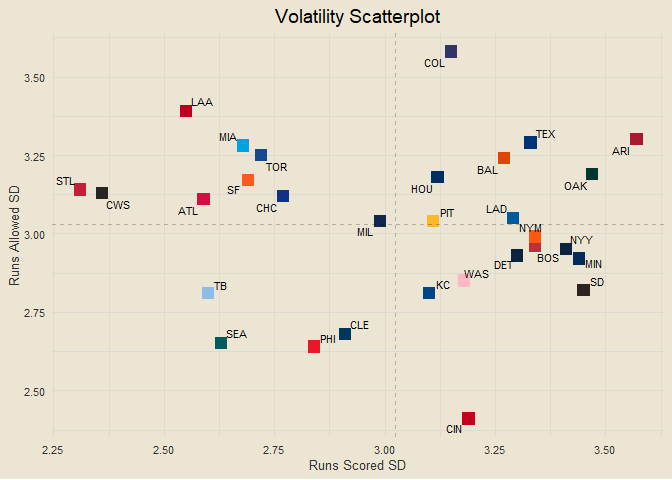 Volatility Scatterplot
COL
3.50
LAA
TEX
MIA
ARI
3.25
TOR
BAL
OAK
STL
SF
HOU
CWS
ATL
CHC
PIT
LAD
MIL
NYM
3.00
NYY
BOS
DET
MIN
TB
WAS
KC
SD
2.75
SEA
CLE
PHI
2.50
CIN
Runs Allowed SD
2.25
2.50
2.75
3.00
3.25
3.50
Runs Scored SD